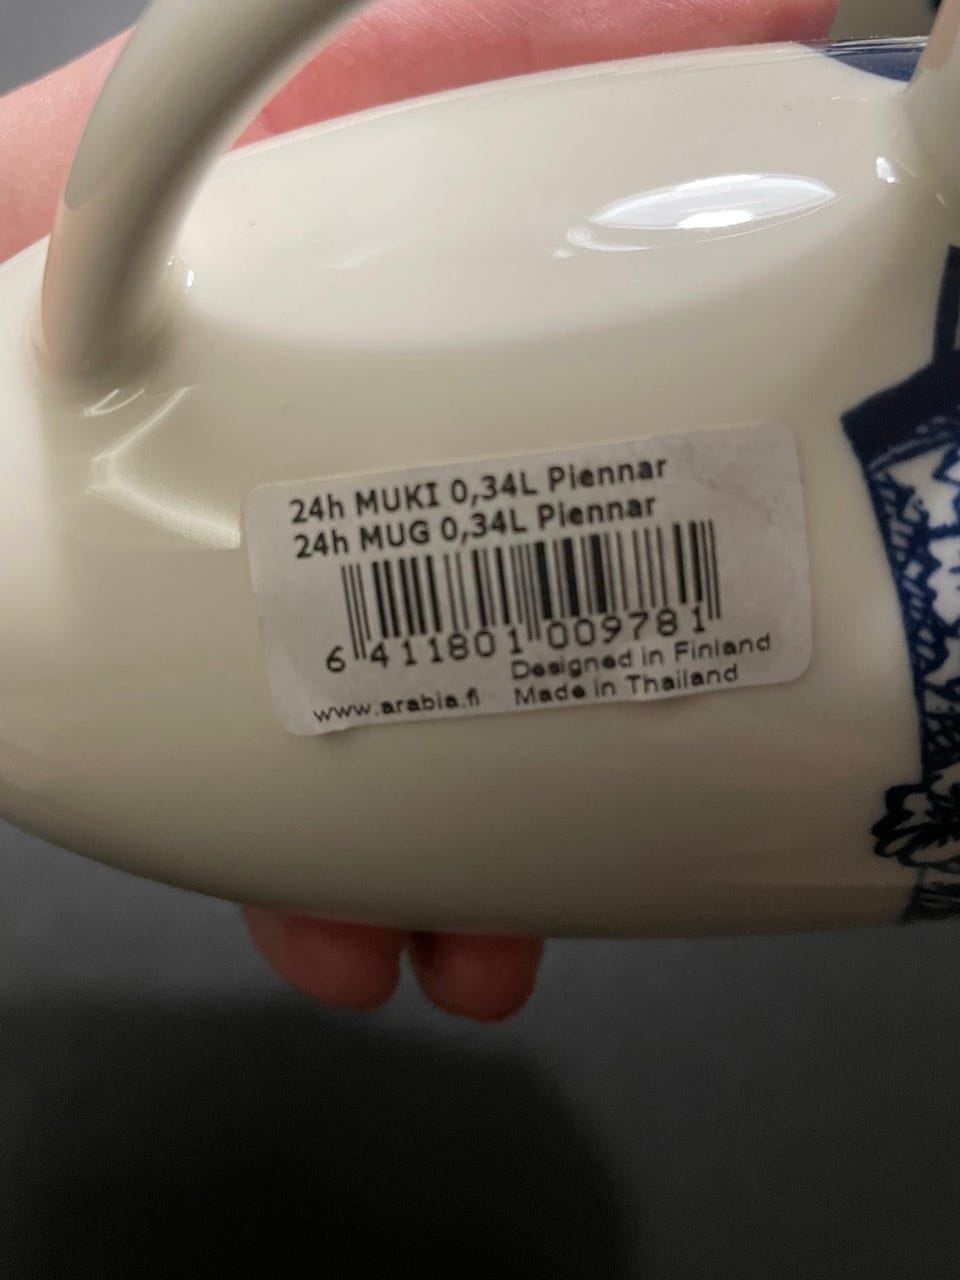 24h MUKI 0,34L Piennar
24h MUG 0,34L Piennar
6 411801 009781
Designed in Finland
www.arabia.fi Made in Thailand